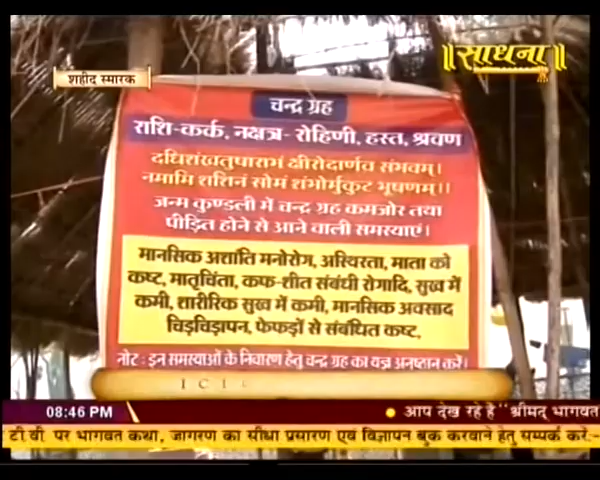 ॥साधना॥
शहीद स्मारक
चन्द्र ग्रह
राशि-कर्क, नक्षत्र- रोहिणी, हस्त, श्रवण
दधिशंखतुषाराभं क्षीरोदार्णव संभवम्।
नमामि शशिनं सोमं शंभोर्मुकुट भूषणम्।।
जन्म कुण्डली में चन्द्र ग्रह कमजोर तथा
पीड़ित होने से आने वाली समस्याएं।
मानसिक अशांति मनोरोग, अस्थिरता, माता को
कष्ट, मातृचिंता, कफ-शीत संबंधी रोगादि, सुख में
कमी, शारीरिक सुख में कमी, मानसिक अवसाद
चिड़चिड़ापन, फेफड़ों से संबंधित कष्ट,
नोट : इन समस्याओं के निवारण हेतु चन्द्र ग्रह का यज्ञ अनुष्ठान करें।
08:46 PM
आप देख रहे है "श्रीमद् भागवत
टी वी पर भागवत कथा, जागरण का सीधा प्रसारण एवं विज्ञापन बुक करवाने हेतु सम्पर्क करें:-